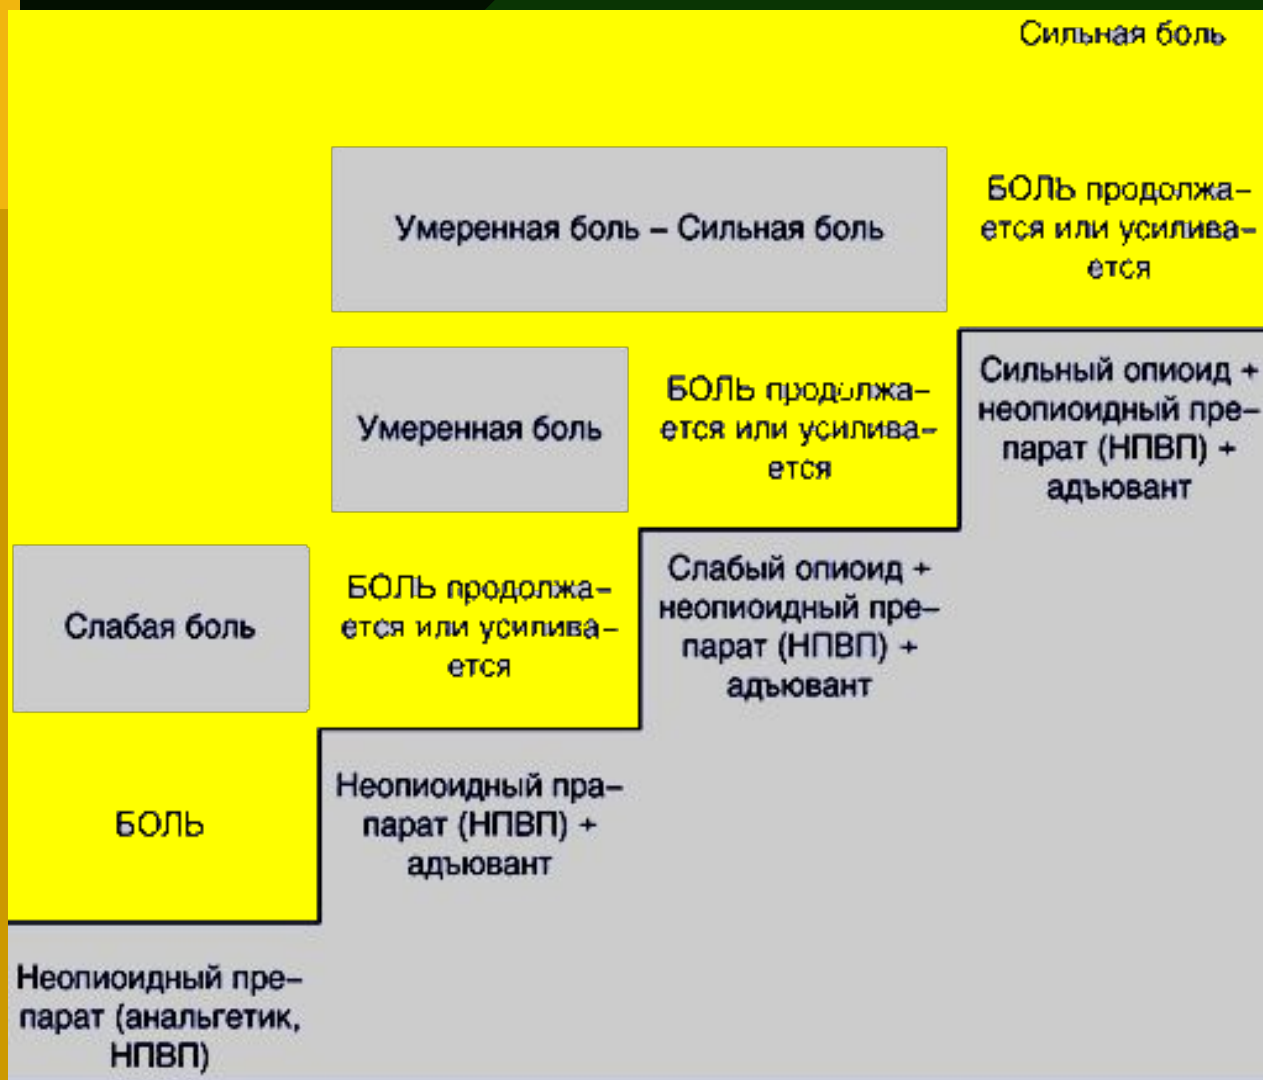 Сильная боль
Умеренная боль – Сильная боль
БОЛЬ продолжа–
ется или усилива–
ется
Умеренная боль
БОЛЬ продолжа–
ется или усилива–
ется
Сильный опиоид +
неопиоидный пре–
парат (НПВП) +
адъювант
Слабая боль
БОЛЬ продолжа–
ется или усилива–
ется
Слабый опиоид +
неопиоидный пре–
парат (НПВП) +
адъювант
БОЛЬ
Неопиоидный пра–
парат (НПВП) +
адъювант
Неопиоидный пре–
парат (анальгетик,
НПВП)